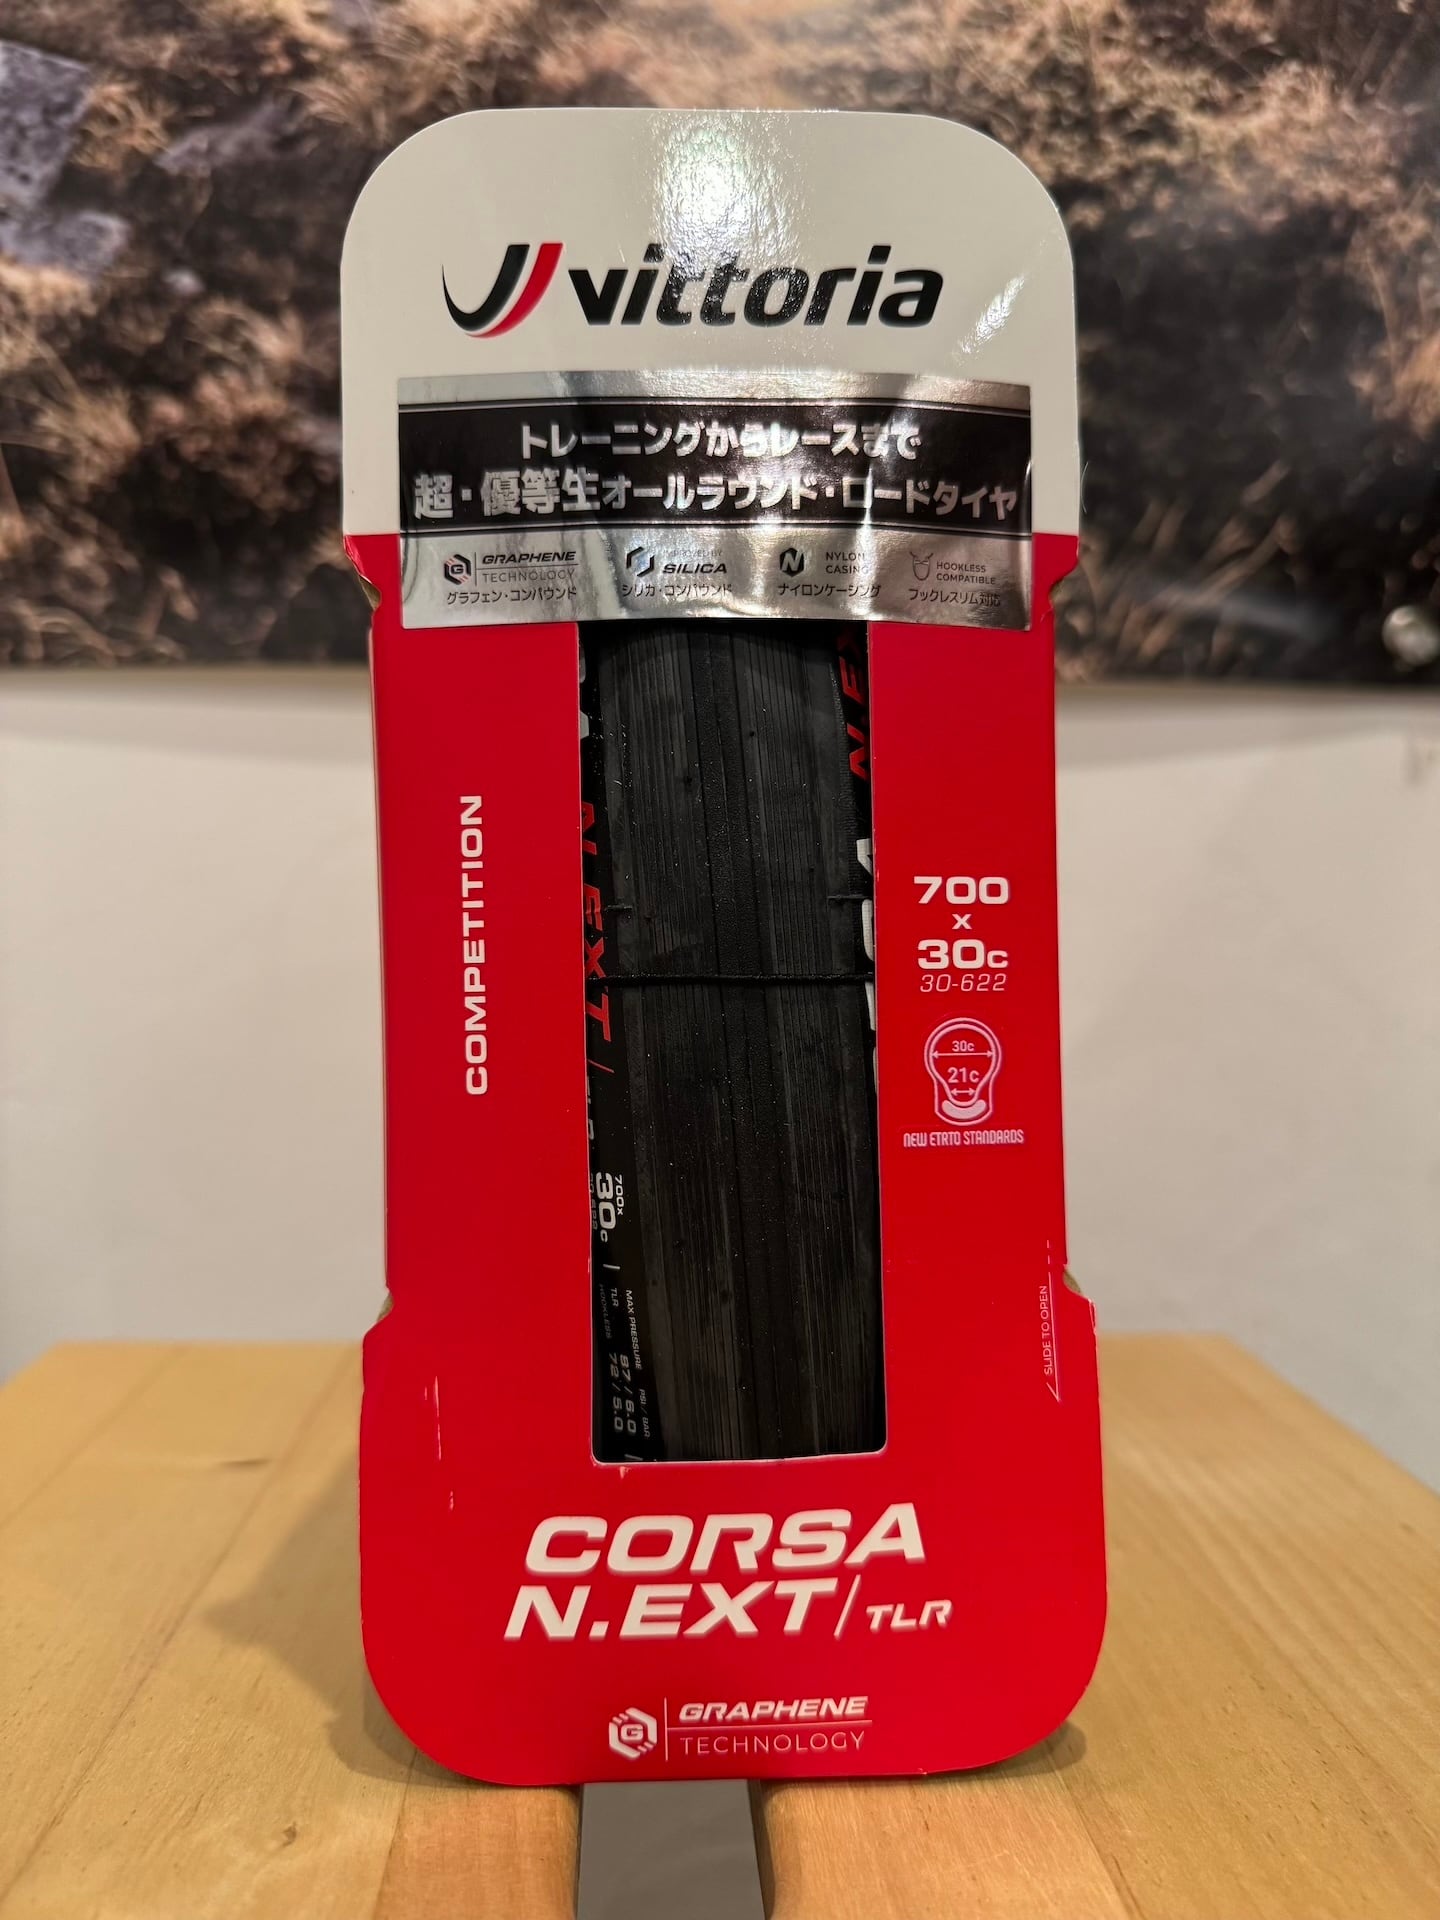 vittoria
トレーニングからレースまで
超・優等生オールラウンド・ロードタイヤ
GRAPHENE
TECHNOLOGY
グラフェン・コンパウンド
IMPROVED BY
SILICA
シリカ・コンパウンド
NYLON
CASING
ナイロンケーシング
HOOKLESS
COMPATIBLE
フックレスリム対応
COMPETITION
N.EXT /
700x
30c
TLR
HOOKLESS
MAX PRESSURE PSI / BAR
87 / 6.0
72 / 5.0
700
x
30c
30-622
30c
21c
NEW ETRTO STANDARDS
SLIDE TO OPEN
CORSA
N.EXT/TLR
G
GRAPHENE
TECHNOLOGY